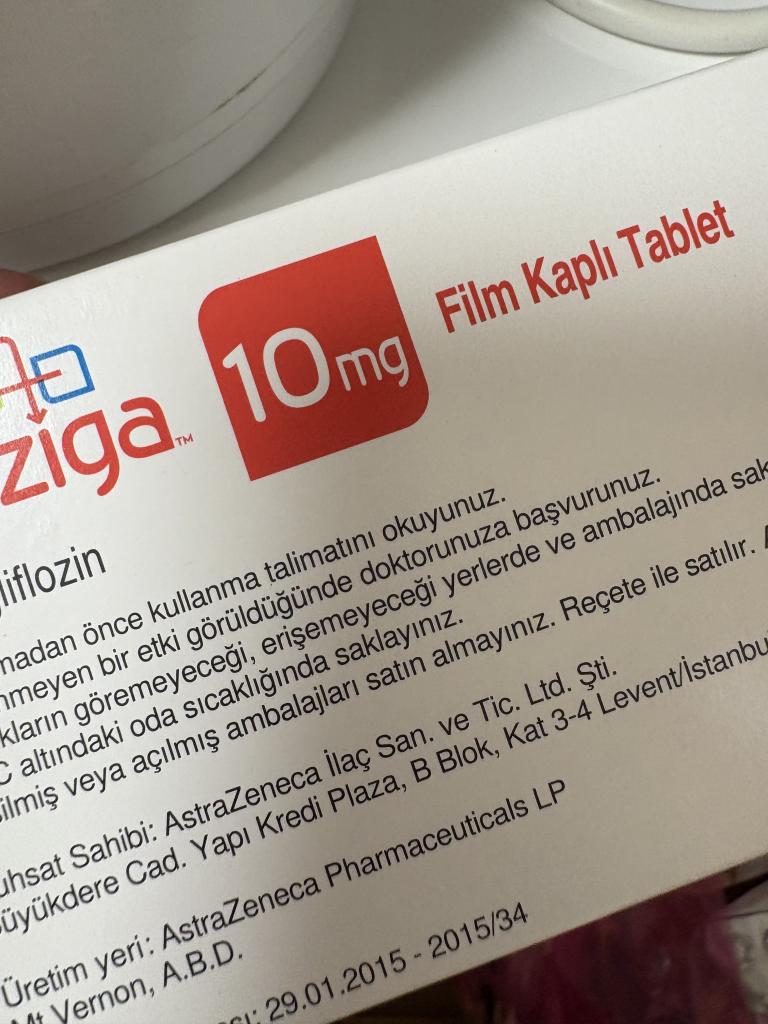 ziga™
10mg
Film Kaplı Tablet
liflozin
madan önce kullanma talimatını okuyunuz.
nmeyen bir etki görüldüğünde doktorunuza başvurunuz.
kların göremeyeceği, erişemeyeceği yerlerde ve ambalajında sak
C altındaki oda sıcaklığında saklayınız.
ilmiş veya açılmış ambalajları satın almayınız. Reçete ile satılır. A
uhsat Sahibi: AstraZeneca İlaç San. ve Tic. Ltd. Şti.
üyükdere Cad. Yapı Kredi Plaza, B Blok, Kat 3-4 Levent/İstanbu
Üretim yeri: AstraZeneca Pharmaceuticals LP
Mt Vernon, A.B.D.
sı: 29.01.2015 - 2015/34